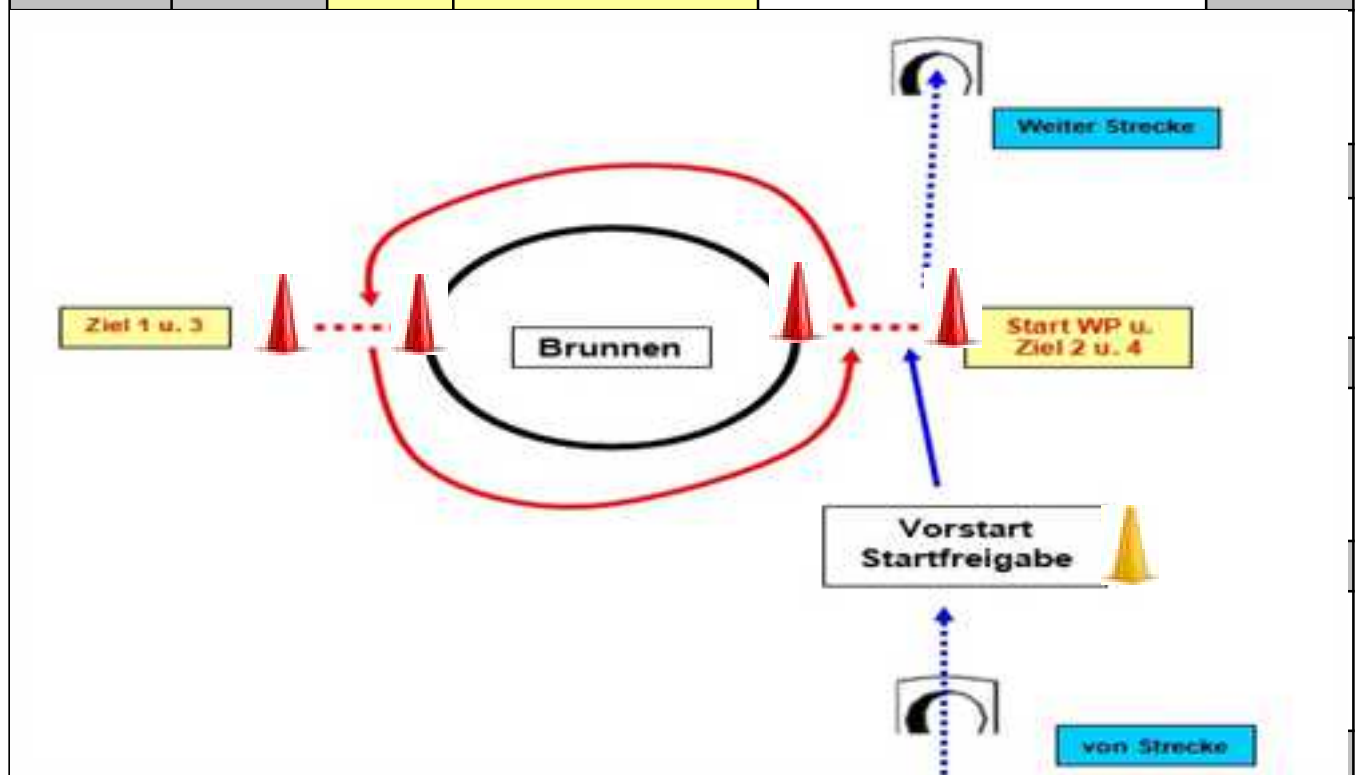 Weiter Strecke
Ziel 1 u. 3
Brunnen
Start WP u.
Ziel 2 u. 4
Vorstart
Startfreigabe
von Strecke